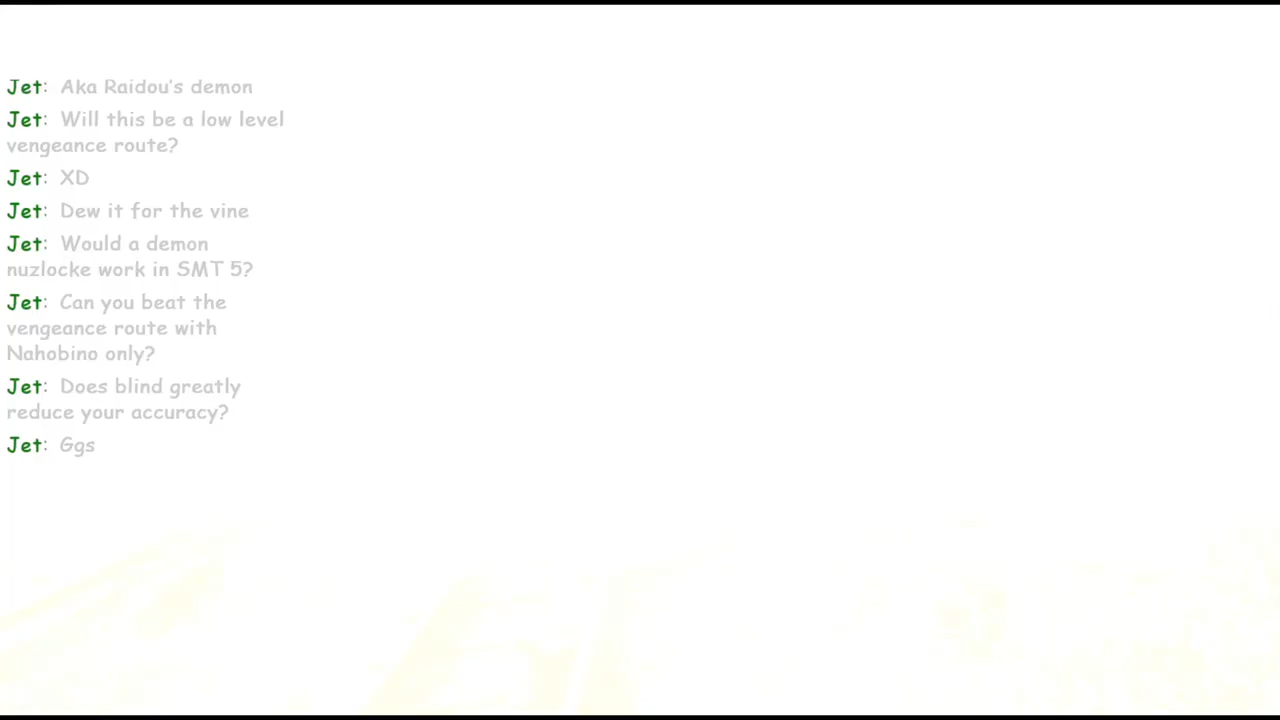 Jet: Aka Raidou's demon
Jet: Will this be a low level
vengeance route?
Jet: XD
Jet: Dew it for the vine
Jet: Would a demon
nuzlocke work in SMT 5?
Jet: Can you beat the
vengeance route with
Nahobino only?
Jet: Does blind greatly
reduce your accuracy?
Jet: Ggs